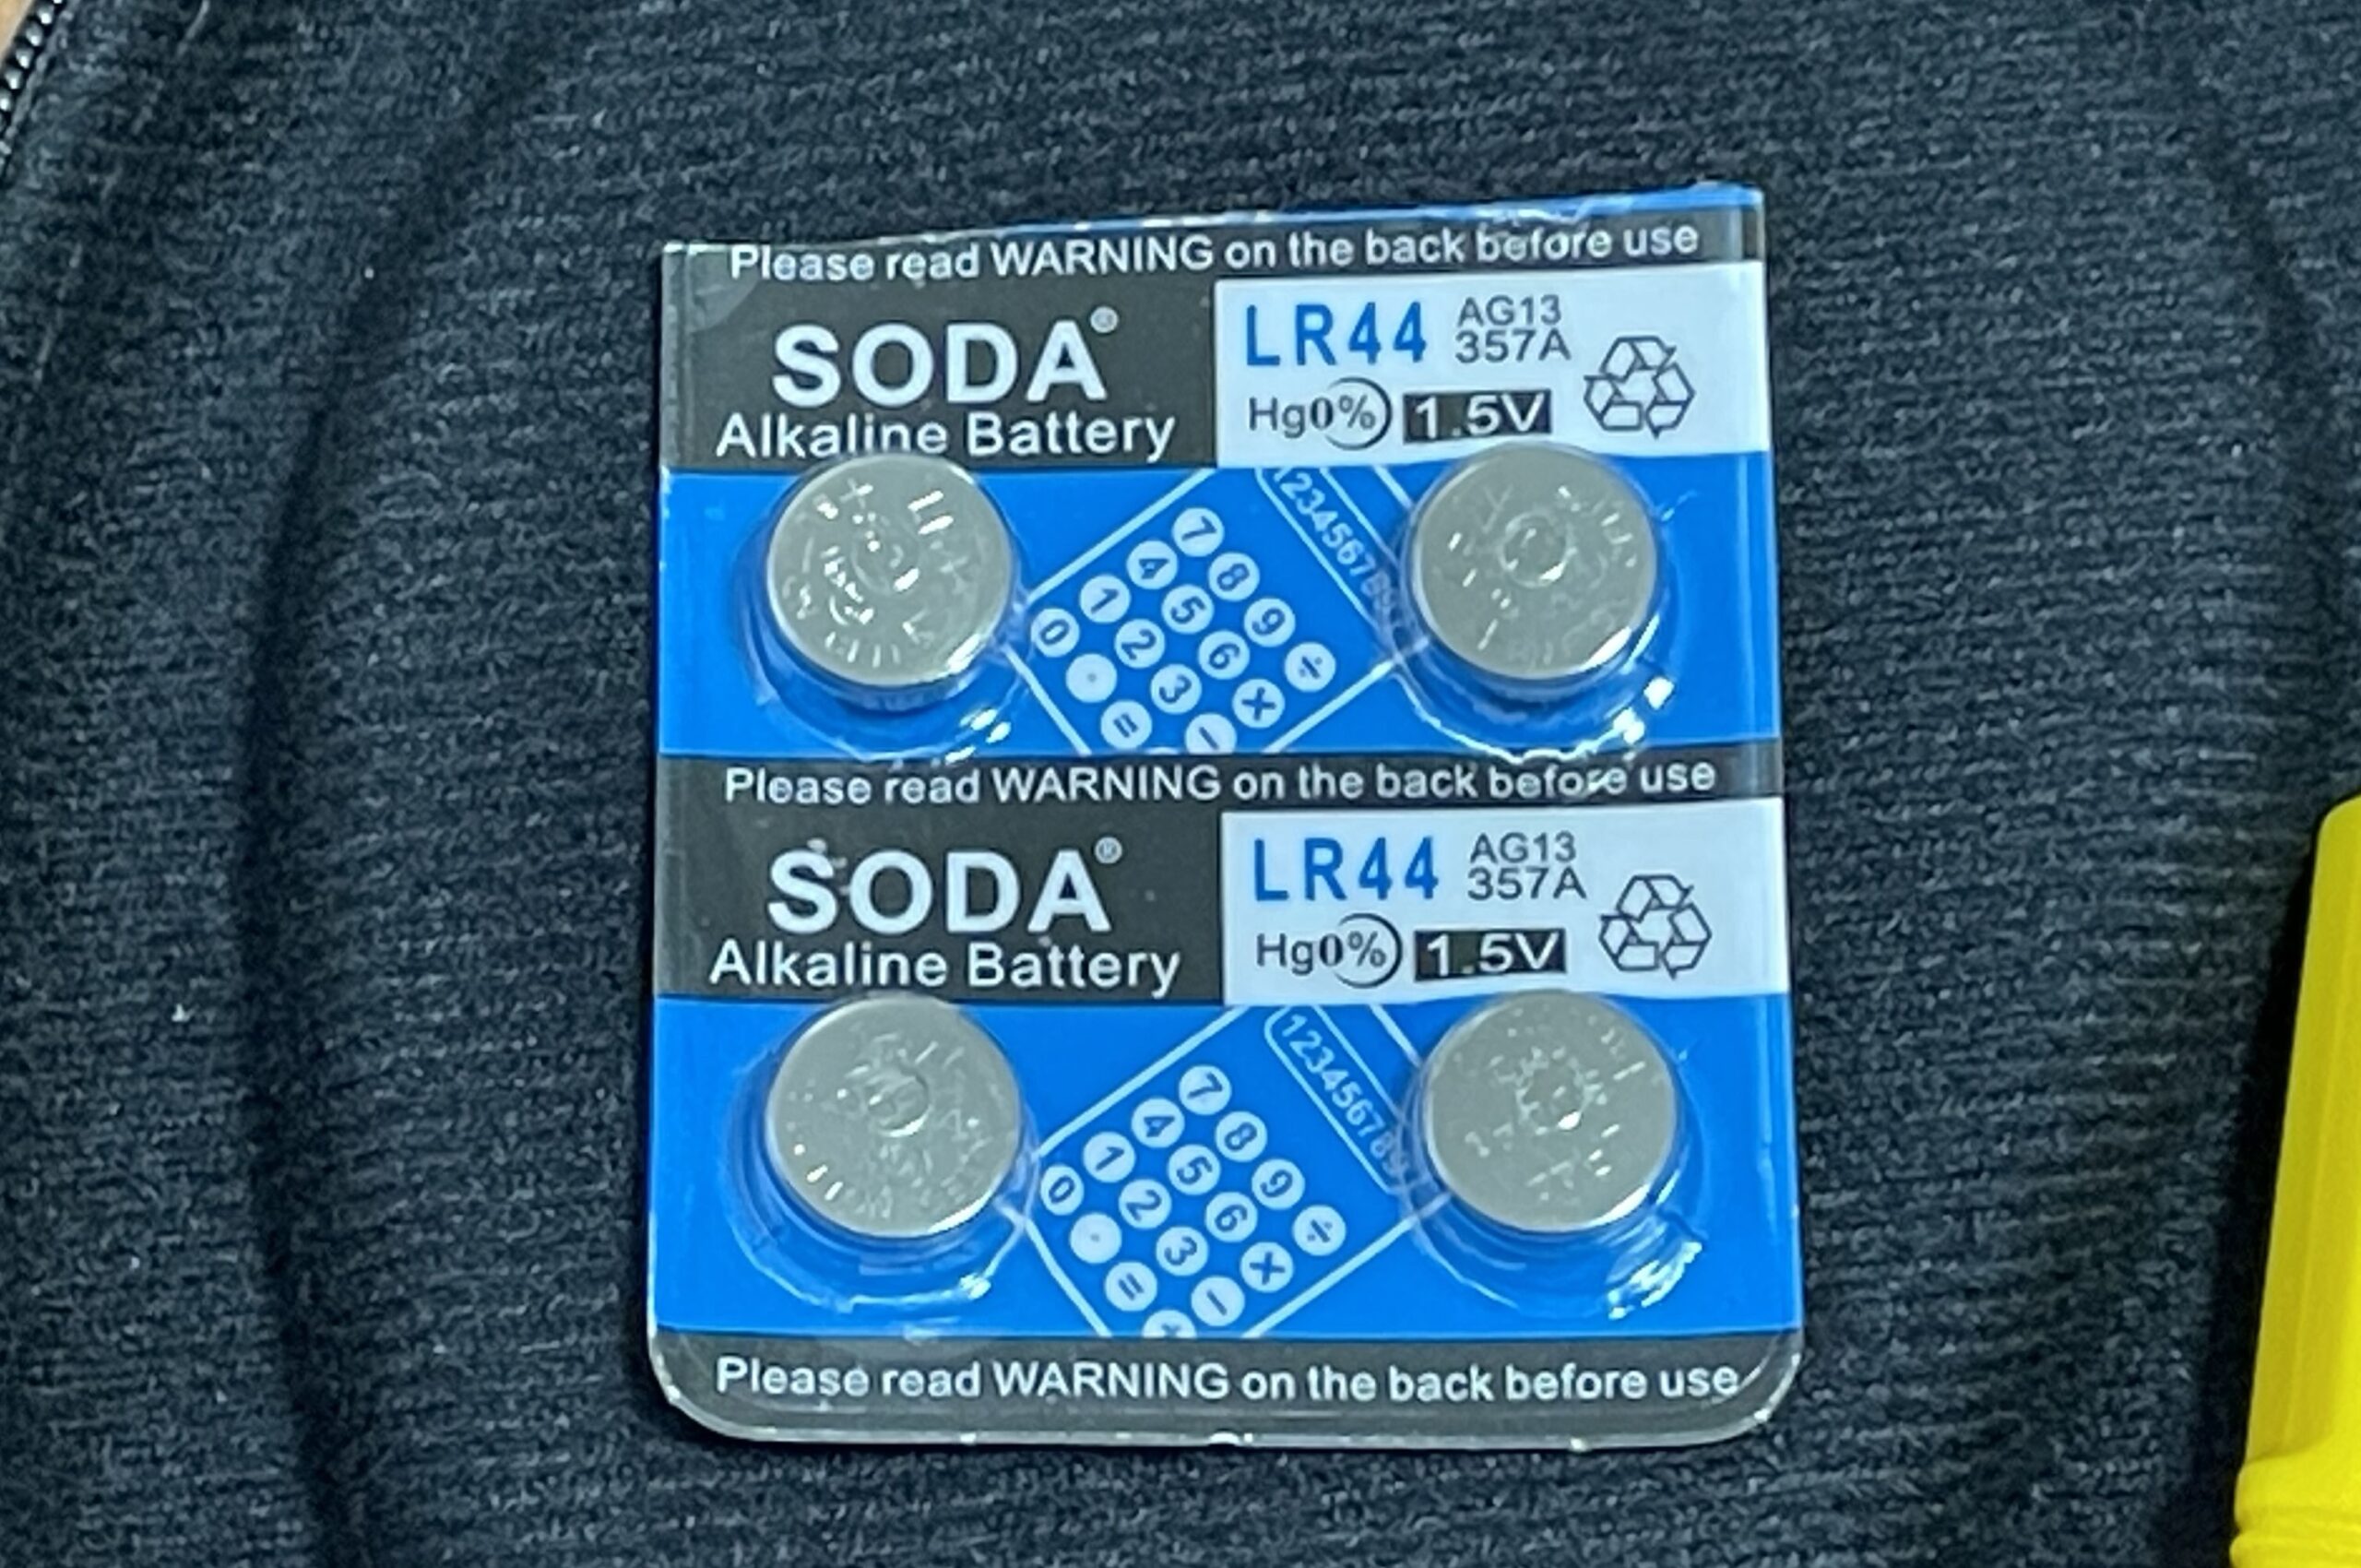 Please read WARNING on the back before use
SODA®
Alkaline Battery
LR44 AG13 357A
Hg0% 1.5V
123456789
7 8 9 ÷
4 5 6 ×
1 2 3 −
0 . =
Please read WARNING on the back before use
SODA®
Alkaline Battery
LR44 AG13 357A
Hg0% 1.5V
123456789
7 8 9 ÷
4 5 6 ×
1 2 3 −
0 . =
Please read WARNING on the back before use